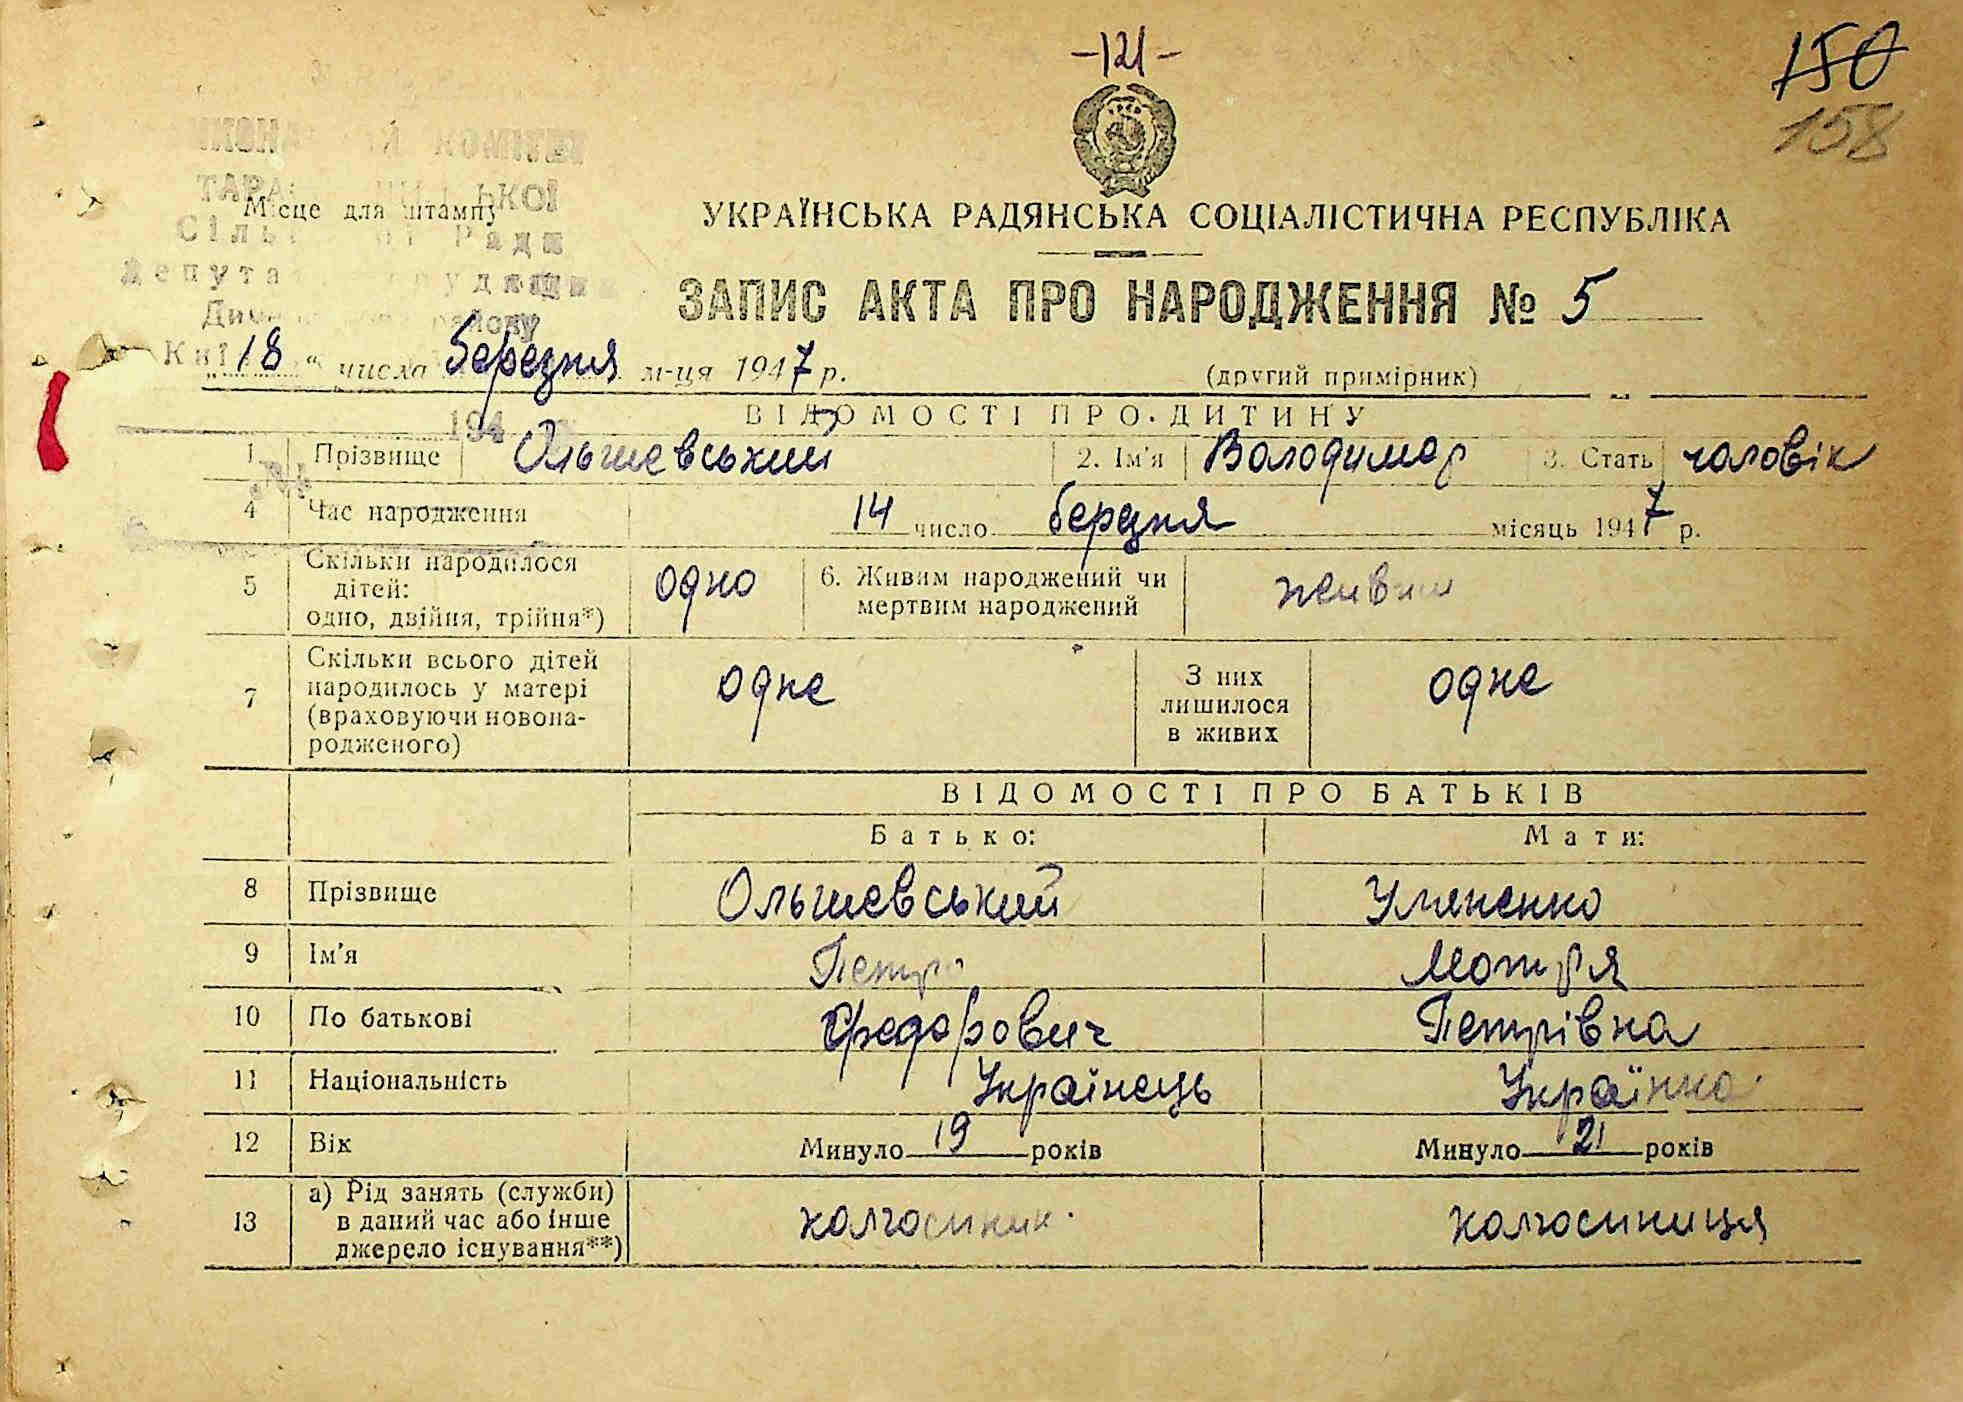 -121-
150
158
Місце для штампу
УКРАЇНСЬКА РАДЯНСЬКА СОЦІАЛІСТИЧНА РЕСПУБЛІКА
ЗАПИС АКТА ПРО НАРОДЖЕННЯ № 5
"18" числа березня м-ця 1947 р.
(другий примірник)
194
ВІДОМОСТІ ПРО ДИТИНУ
1 Прізвище Ольшевський 2. Ім'я Володимер 3. Стать чоловік
4 Час народження 14 число березня місяць 1947 р.
5 Скільки народилося дітей: одно, двійня, трійня*) одно 6. Живим народжений чи мертвим народжений живим
7 Скільки всього дітей народилось у матері (враховуючи новонародженого) одне З них лишилося в живих одне
ВІДОМОСТІ ПРО БАТЬКІВ
Батько: Мати:
8 Прізвище Ольшевський
9 Ім'я Петро Мотря
10 По батькові Федорович Петрівна
11 Національність Українець Українка
12 Вік Минуло 19 років Минуло 21 років
13 а) Рід занять (служби) в даний час або інше джерело існування**) колгоспник колгоспниця